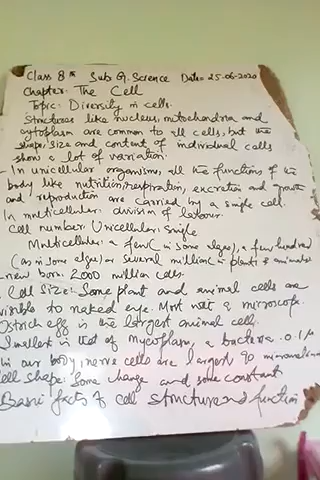 Class 8th Sub G. Science Date = 25-06-2020
Chapter: The Cell
Topic: Diversity in cells.
Structures like nucleus, mitochondria and
cytoplasm are common to all cells, but the
shape, size and content of individual cells
show a lot of variation.
- In unicellular organisms, all the functions of the
body like nutrition, respiration, excretion and growth
and reproduction are carried by a single cell.
In multicellular: division of labour.
Cell number: Unicellular: single
Multicellular: a few (in some algae), a few hundred
(as in some algae) or several million (in plants & animals)
new born: 2000 million cells.
Cell Size: Some plant and animal cells are
visible to naked eye. Most need a microscope.
Ostrich egg is the largest animal cell.
Smallest is that of mycoplasm, a bacteria. 0.1 μ
In our body, nerve cells are largest 90
Cell shape: Some change and some constant
Basic facts of cell structure and function